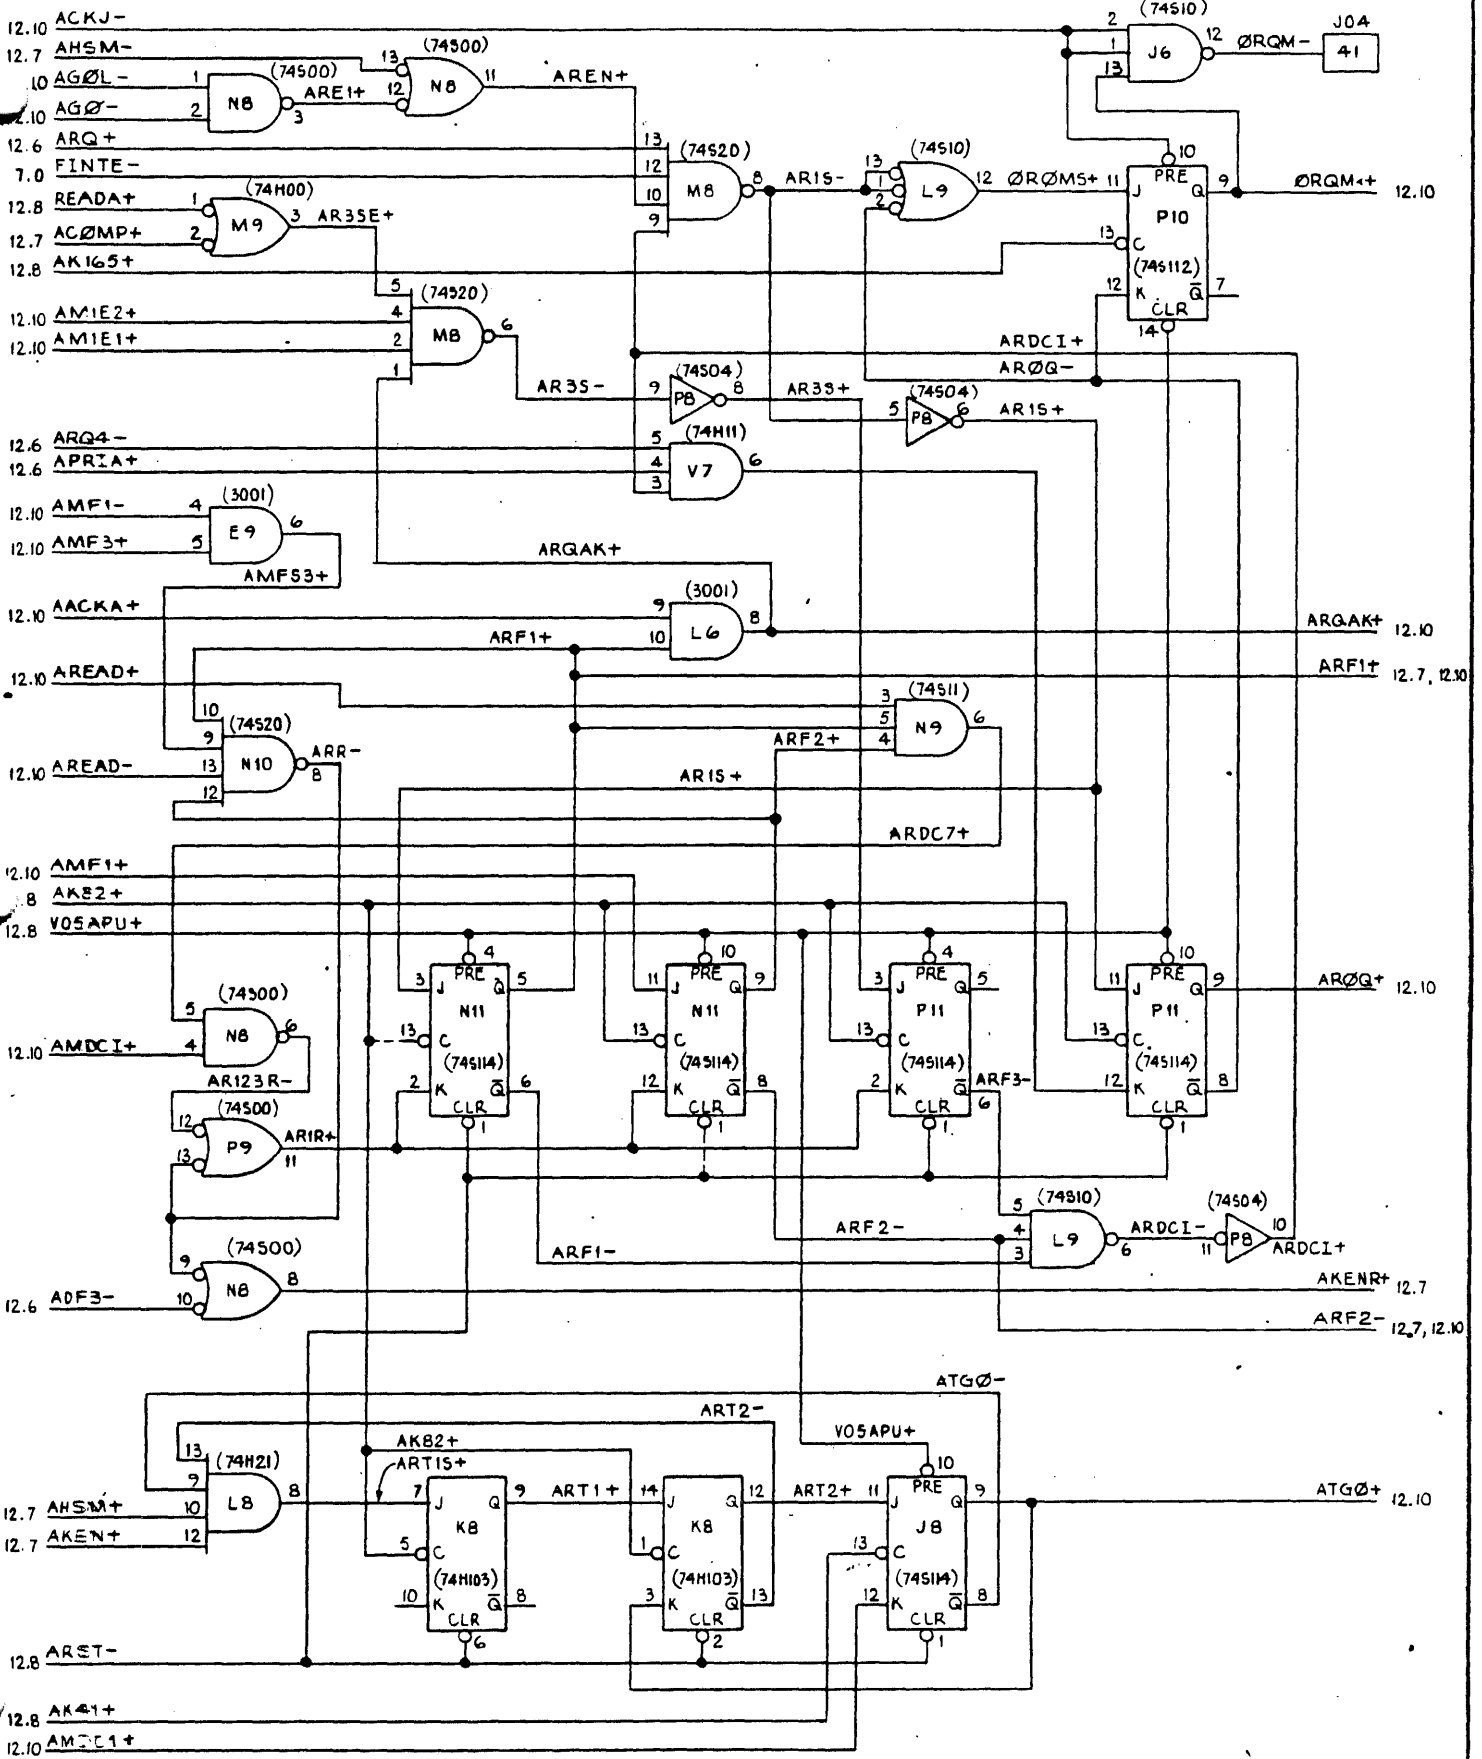 12.10 ACKJ-
12.7 AHSM-
10 AGØL-
2.10 AGØ-
12.6 ARQ+
7.0 FINTE-
12.8 READA+
12.7 ACØMP+
12.8 AK165+
12.10 AM1E2+
12.10 AM1E1+
12.6 ARQ4-
12.6 APRIA+
12.10 AMF1-
12.10 AMF3+
12.10 AACKA+
12.10 AREAD+
12.10 AREAD-
12.10 AMF1+
8 AK82+
12.8 V05APU+
12.10 AMDCI+
12.6 ADF3-
12.7 AHSM+
12.7 AKEN+
12.8 ARST-
12.8 AK41+
12.10
(74S00)
1 2 N8 3
ARE1+
(74S00)
13 12 N8 11
AREN+
(74S10)
2 1 13 J6 12
ØRQM-
J04
41
(74H00)
1 2 M9 3
AR3SE+
(74S20)
13 12 10 9 M8 8
AR1S-
(74S10)
13 1 2 L9 12
ØRØMS+
10
PRE
11 J Q 9
P10
13 C
(74S112)
12 K Q̅ 7
CLR
14
ØRQM+ 12.10
(74S20)
5 4 2 1 M8 6
AR3S-
(74S04)
9 P8 8
AR3S+
(74S04)
5 P8 6
AR1S+
ARDCI+
ARØQ-
(74H11)
5 4 3 V7 6
(3001)
4 5 E9 6
AMFS3+
ARQAK+
(3001)
9 10 L6 8
ARQAK+ 12.10
ARF1+
ARF1+ 12.7, 12.10
(74S11)
3 5 4 N9 6
ARF2+
(74S20)
10 9 13 12 N10 8
ARR-
AR1S+
ARDC7+
4
PRE
3 J Q 5
N11
13 C
(74S114)
2 K Q̅ 6
CLR
1
10
PRE
11 J Q 9
N11
13 C
(74S114)
12 K Q̅ 8
CLR
1
4
PRE
3 J Q 5
P11
13 C
(74S114)
2 K Q̅ 6
CLR
1
ARF3-
10
PRE
11 J Q 9
P11
13 C
(74S114)
12 K Q̅ 8
CLR
1
ARØQ+ 12.10
(74S00)
5 4 N8 6
AR123R-
(74S00)
12 13 P9 11
AR1R+
(74S00)
9 10 N8 8
ARF2-
ARF1-
(74S10)
5 4 3 L9 6
ARDCI-
(74S04)
11 P8 10
ARDCI+
AKENR+ 12.7
ARF2- 12.7, 12.10
ATGØ-
ART2-
V05APU+
(74H21)
13 9 10 12 L8 8
AK82+
ART1S+
7 J Q 9
K8
5 C
(74H103)
10 K Q̅ 8
CLR
6
ART1+
14 J Q 12
K8
1 C
(74H103)
3 K Q̅ 13
CLR
2
ART2+
10
PRE
11 J Q 9
J8
13 C
(74S114)
12 K Q̅ 8
CLR
1
ATGØ+ 12.10